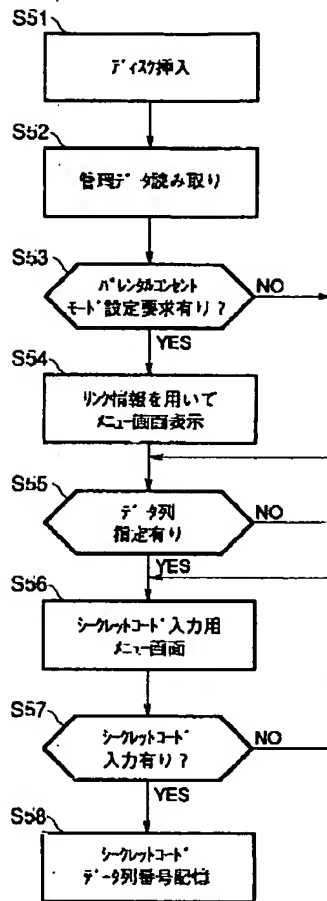 S51
ディスク挿入
S52
管理データ読み取り
S53
パレンタルコンセント
モード設定要求有り?
NO
YES
S54
リンク情報を用いて
メニュー画面表示
S55
データ列
指定有り
NO
YES
S56
シークレットコード入力用
メニュー画面
S57
シークレットコード
入力有り?
NO
YES
S58
シークレットコード
データ列番号記憶